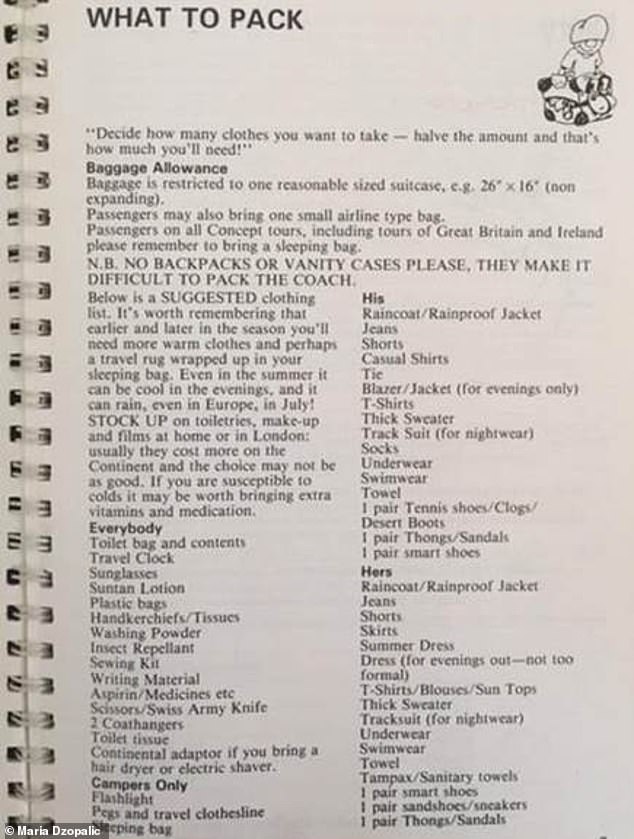 WHAT TO PACK
"Decide how many clothes you want to take — halve the amount and that's
how much you'll need!"
Baggage Allowance
Baggage is restricted to one reasonable sized suitcase, e.g. 26" × 16" (non
expanding).
Passengers may also bring one small airline type bag.
Passengers on all Concept tours, including tours of Great Britain and Ireland
please remember to bring a sleeping bag.
N.B. NO BACKPACKS OR VANITY CASES PLEASE, THEY MAKE IT
DIFFICULT TO PACK THE COACH.
Below is a SUGGESTED clothing
list. It's worth remembering that
earlier and later in the season you'll
need more warm clothes and perhaps
a travel rug wrapped up in your
sleeping bag. Even in the summer it
can be cool in the evenings, and it
can rain, even in Europe, in July!
STOCK UP on toiletries, make-up
and films at home or in London:
usually they cost more on the
Continent and the choice may not be
as good. If you are susceptible to
colds it may be worth bringing extra
vitamins and medication.
Everybody
Toilet bag and contents
Travel Clock
Sunglasses
Suntan Lotion
Plastic bags
Handkerchiefs/Tissues
Washing Powder
Insect Repellant
Sewing Kit
Writing Material
Aspirin/Medicines etc
Scissors/Swiss Army Knife
2 Coathangers
Toilet tissue
Continental adaptor if you bring a
hair dryer or electric shaver.
Campers Only
Flashlight
Pegs and travel clothesline
Sleeping bag
His
Raincoat/Rainproof Jacket
Jeans
Shorts
Casual Shirts
Tie
Blazer/Jacket (for evenings only)
T-Shirts
Thick Sweater
Track Suit (for nightwear)
Socks
Underwear
Swimwear
Towel
1 pair Tennis shoes/Clogs/
Desert Boots
1 pair Thongs/Sandals
1 pair smart shoes
Hers
Raincoat/Rainproof Jacket
Jeans
Shorts
Skirts
Summer Dress
Dress (for evenings out—not too
formal)
T-Shirts/Blouses/Sun Tops
Thick Sweater
Tracksuit (for nightwear)
Underwear
Swimwear
Towel
Tampax/Sanitary towels
1 pair smart shoes
1 pair sandshoes/sneakers
1 pair Thongs/Sandals
© Maria Dzopalic